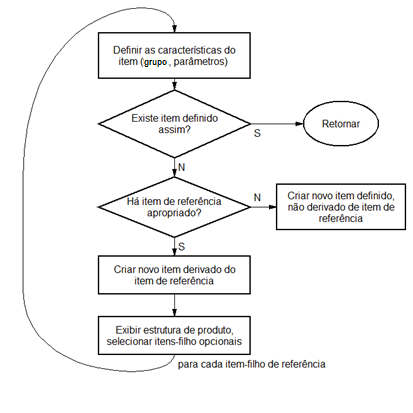 Definir as características do
item (grupo, parâmetros)
Existe item definido
assim?
S
Retornar
N
Há item de referência
apropriado?
N
Criar novo item definido,
não derivado de item de
referência
S
Criar novo item derivado do
item de referência
Exibir estrutura de produto,
selecionar itens-filho opcionais
para cada item-filho de referência